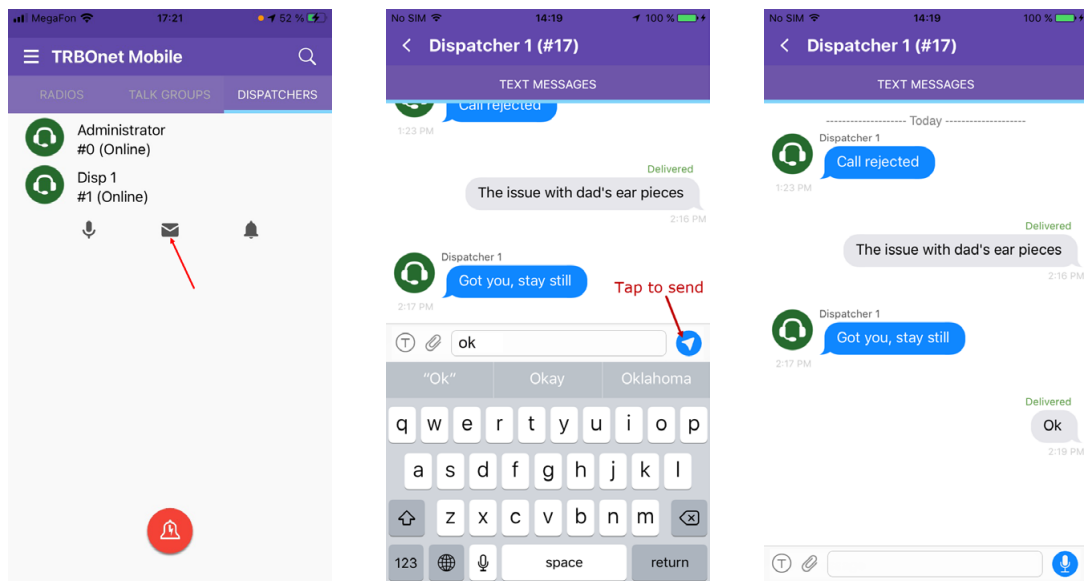 MegaFon 17:21 52 %
TRBOnet Mobile
RADIOS TALK GROUPS DISPATCHERS
Administrator
#0 (Online)
Disp 1
#1 (Online)
No SIM 14:19 100 %
Dispatcher 1 (#17)
TEXT MESSAGES
Call rejected
1:23 PM
Delivered
The issue with dad's ear pieces
2:16 PM
Dispatcher 1
Got you, stay still
2:17 PM
Tap to send
T ok
"Ok" Okay Oklahoma
q w e r t y u i o p
a s d f g h j k l
z x c v b n m
123 space return
No SIM 14:19 100 %
Dispatcher 1 (#17)
TEXT MESSAGES
-------------------- Today --------------------
Dispatcher 1
Call rejected
1:23 PM
Delivered
The issue with dad's ear pieces
2:16 PM
Dispatcher 1
Got you, stay still
2:17 PM
Delivered
Ok
2:19 PM
T